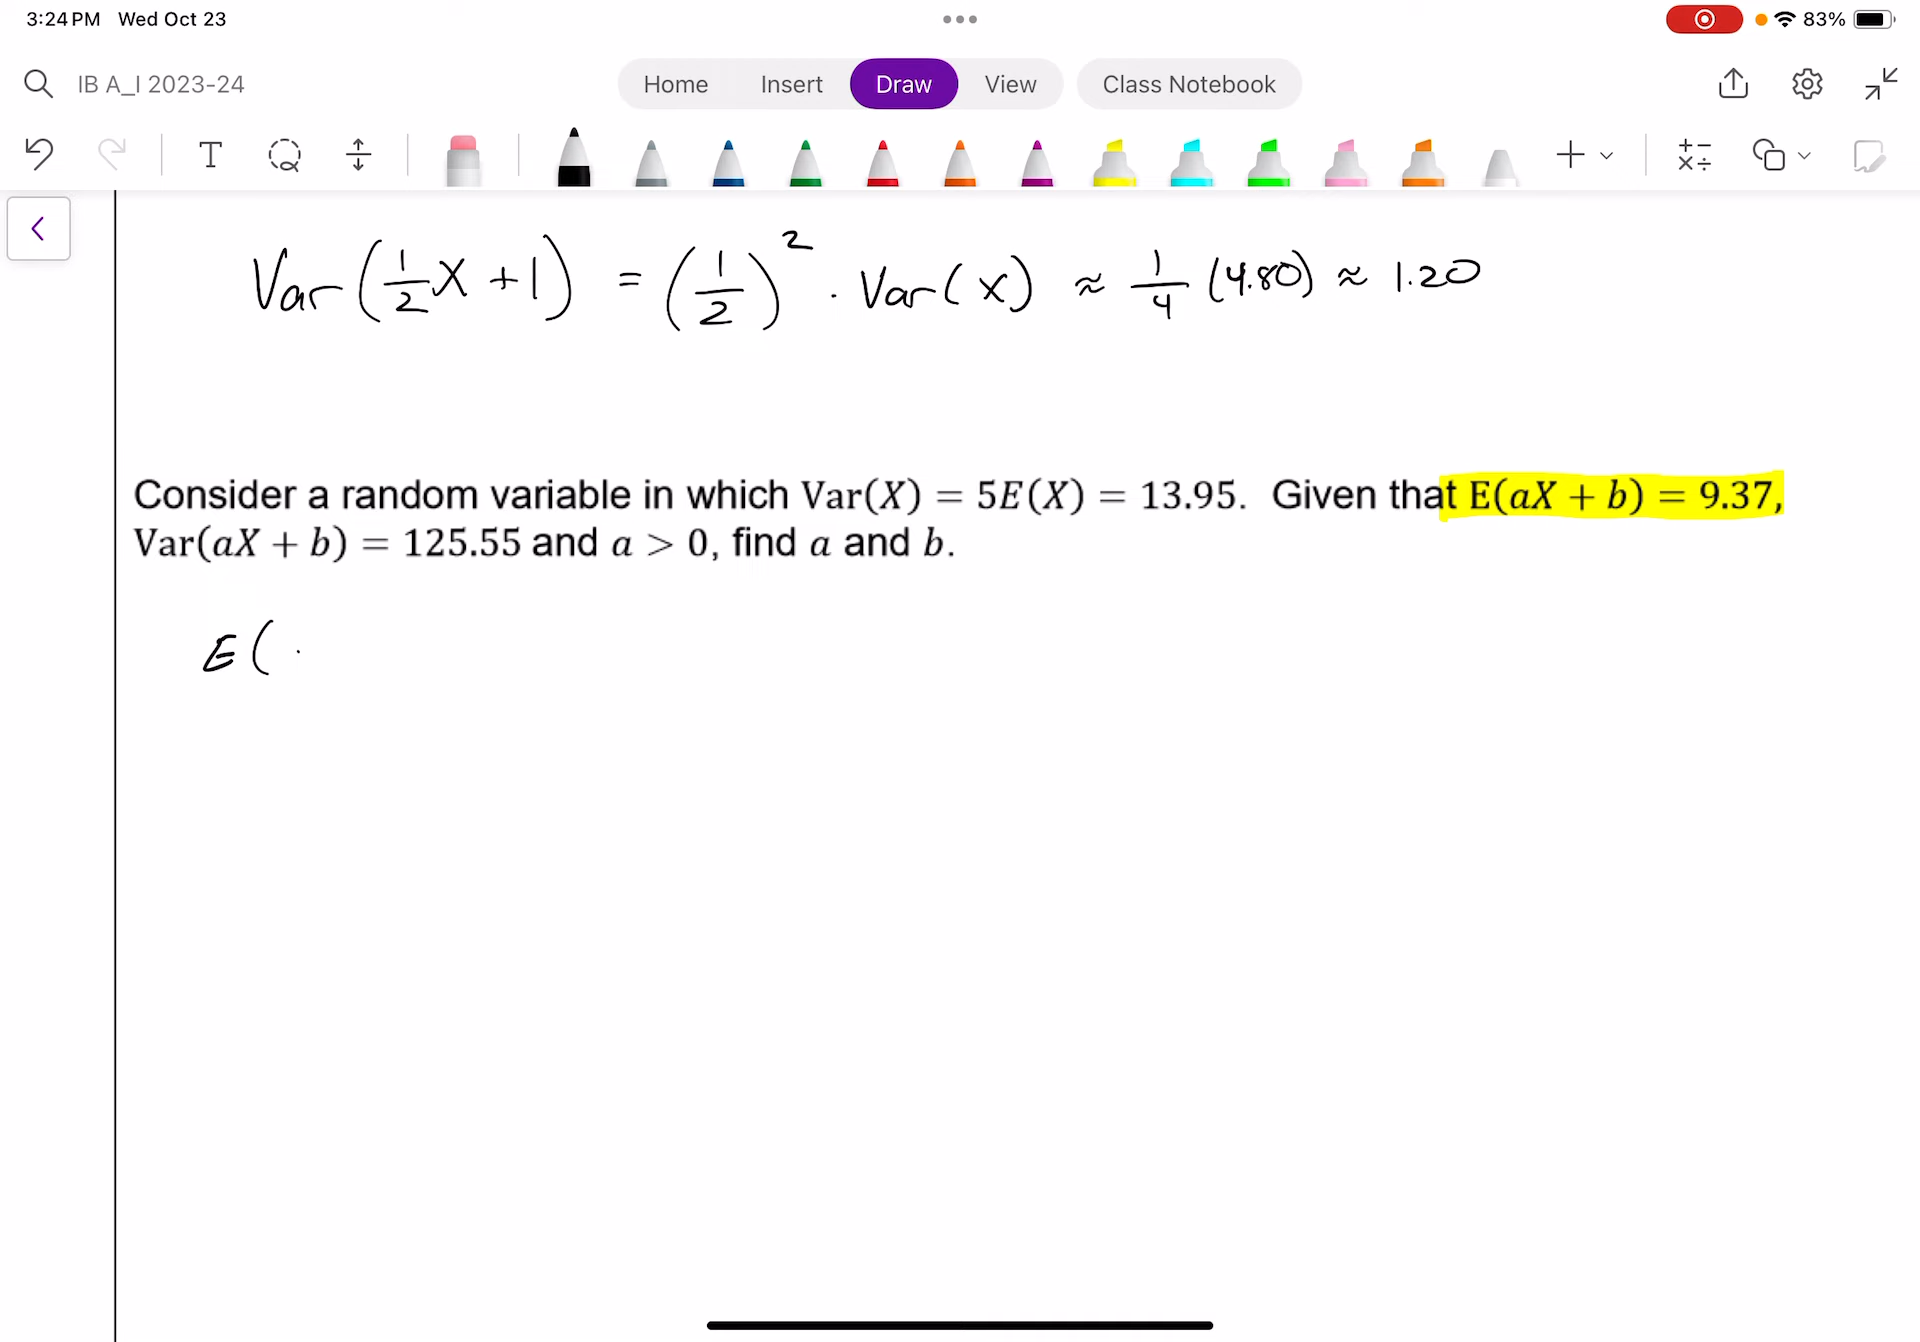 3:24 PM Wed Oct 23
83%
IB A_I 2023-24
Home Insert Draw View Class Notebook
T
Var(1/2 X + 1) = (1/2)² · Var(X) ≈ 1/4 (4.80) ≈ 1.20
Consider a random variable in which Var(X) = 5E(X) = 13.95. Given that E(aX + b) = 9.37,
Var(aX + b) = 125.55 and a > 0, find a and b.
E(